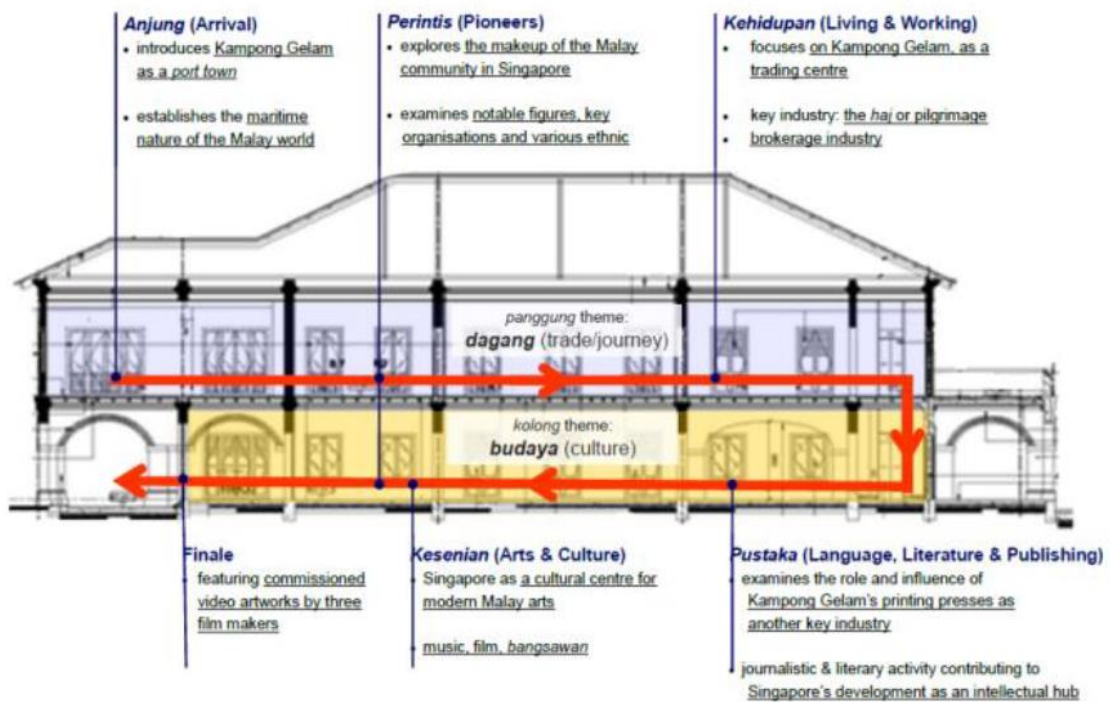 Anjung (Arrival)
• introduces Kampong Gelam
as a port town
• establishes the maritime
nature of the Malay world
Perintis (Pioneers)
• explores the makeup of the Malay
community in Singapore
• examines notable figures, key
organisations and various ethnic
Kehidupan (Living & Working)
• focuses on Kampong Gelam, as a
trading centre
• key industry: the haj or pilgrimage
• brokerage industry
panggung theme:
dagang (trade/journey)
kolong theme:
budaya (culture)
Finale
featuring commissioned
video artworks by three
film makers
Kesenian (Arts & Culture)
Singapore as a cultural centre for
modern Malay arts
music, film, bangsawan
Pustaka (Language, Literature & Publishing)
examines the role and influence of
Kampong Gelam's printing presses as
another key industry
• journalistic & literary activity contributing to
Singapore's development as an intellectual hub